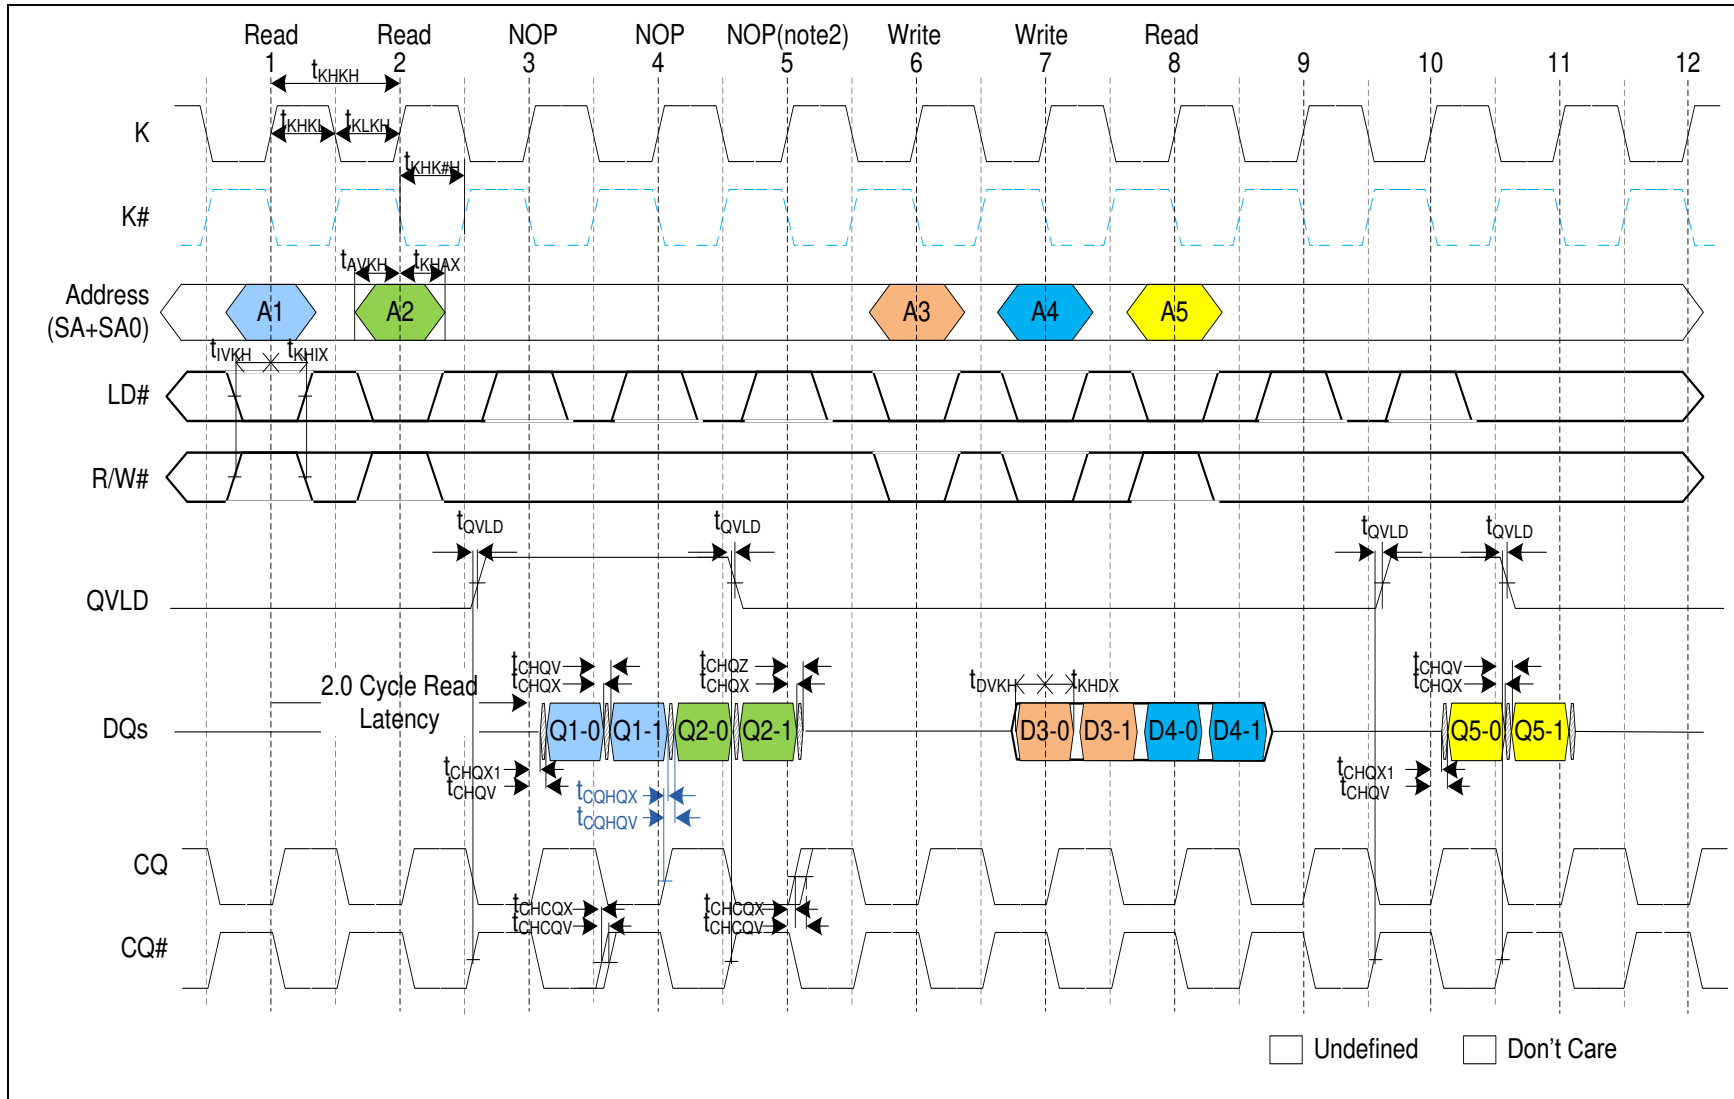 Read Read NOP NOP NOP(note2) Write Write Read
1 2 3 4 5 6 7 8 9 10 11 12
tKHKH
K
tKHKL tKLKH
tKHK#H
K#
tAVKH tKHAX
Address
(SA+SA0)
A1 A2 A3 A4 A5
tIVKH tKHIX
LD#
R/W#
tQVLD tQVLD tQVLD tQVLD
QVLD
tCHQV tCHQZ tCHQV
tCHQX tCHQX tCHQX
2.0 Cycle Read
Latency
tDVKH tKHDX
DQs
Q1-0 Q1-1 Q2-0 Q2-1 D3-0 D3-1 D4-0 D4-1 Q5-0 Q5-1
tCHQX1 tCHQX1
tCHQV tCHQV
tCQHQX
tCQHQV
CQ
tCHCQX tCHCQX
tCHCQV tCHCQV
CQ#
Undefined Don't Care